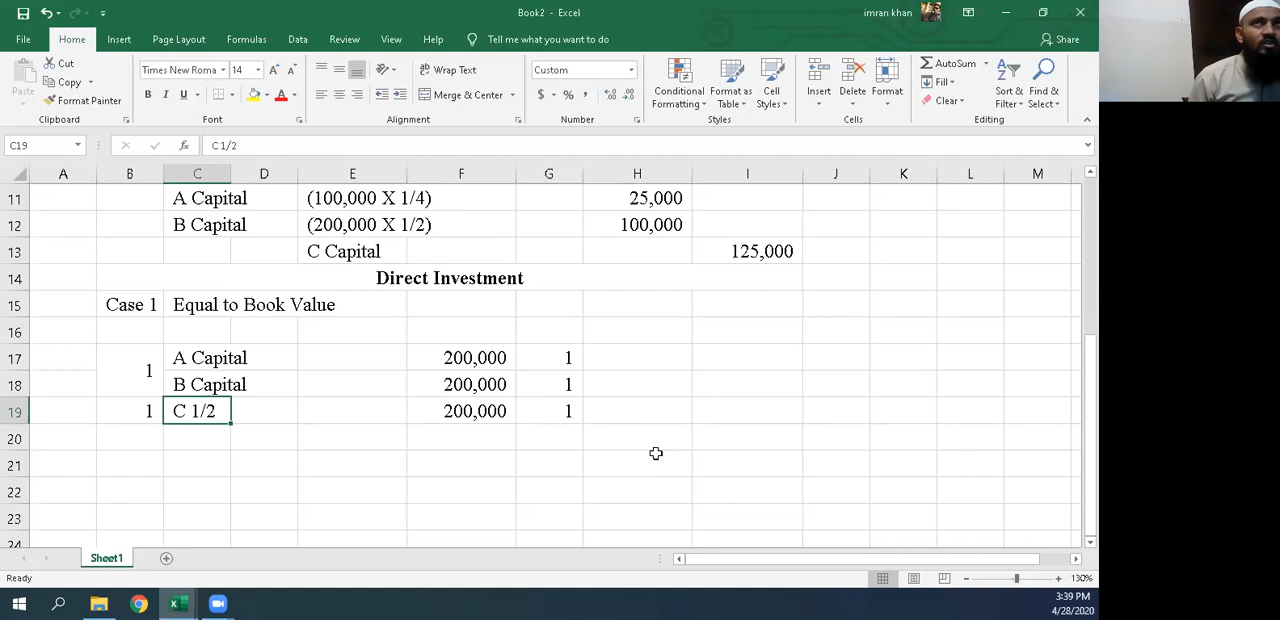 Book2 - Excel
imran khan
File Home Insert Page Layout Formulas Data Review View Help Tell me what you want to do Share
Cut
Copy
Format Painter
Paste
Clipboard
Times New Roma 14
B I U
Font
Wrap Text
Merge & Center
Alignment
Custom
$ % ,
Number
Conditional Formatting
Format as Table
Cell Styles
Styles
Insert Delete Format
Cells
AutoSum
Fill
Clear
Sort & Filter
Find & Select
Editing
C19 fx C 1/2
A B C D E F G H I J K L M
11 A Capital (100,000 X 1/4) 25,000
12 B Capital (200,000 X 1/2) 100,000
13 C Capital 125,000
14 Direct Investment
15 Case 1 Equal to Book Value
16
17 A Capital 200,000 1
1
18 B Capital 200,000 1
19 1 C 1/2 200,000 1
20
21
22
23
24
Sheet1
Ready 130%
3:39 PM
4/28/2020